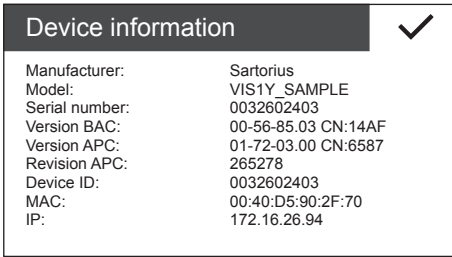 Device information
Manufacturer: Sartorius
Model: VIS1Y_SAMPLE
Serial number: 0032602403
Version BAC: 00-56-85.03 CN:14AF
Version APC: 01-72-03.00 CN:6587
Revision APC: 265278
Device ID: 0032602403
MAC: 00:40:D5:90:2F:70
IP: 172.16.26.94